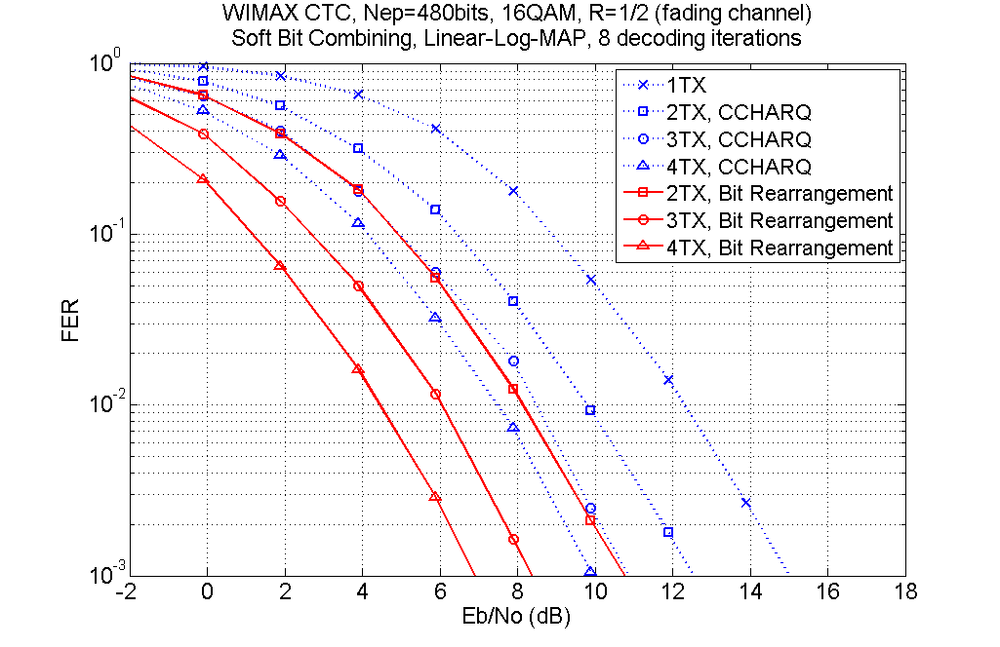 WIMAX CTC, Nep=480bits, 16QAM, R=1/2 (fading channel)
Soft Bit Combining, Linear-Log-MAP, 8 decoding iterations
1TX
2TX, CCHARQ
3TX, CCHARQ
4TX, CCHARQ
2TX, Bit Rearrangement
3TX, Bit Rearrangement
4TX, Bit Rearrangement
FER
10^0
10^-1
10^-2
10^-3
-2 0 2 4 6 8 10 12 14 16 18
Eb/No (dB)